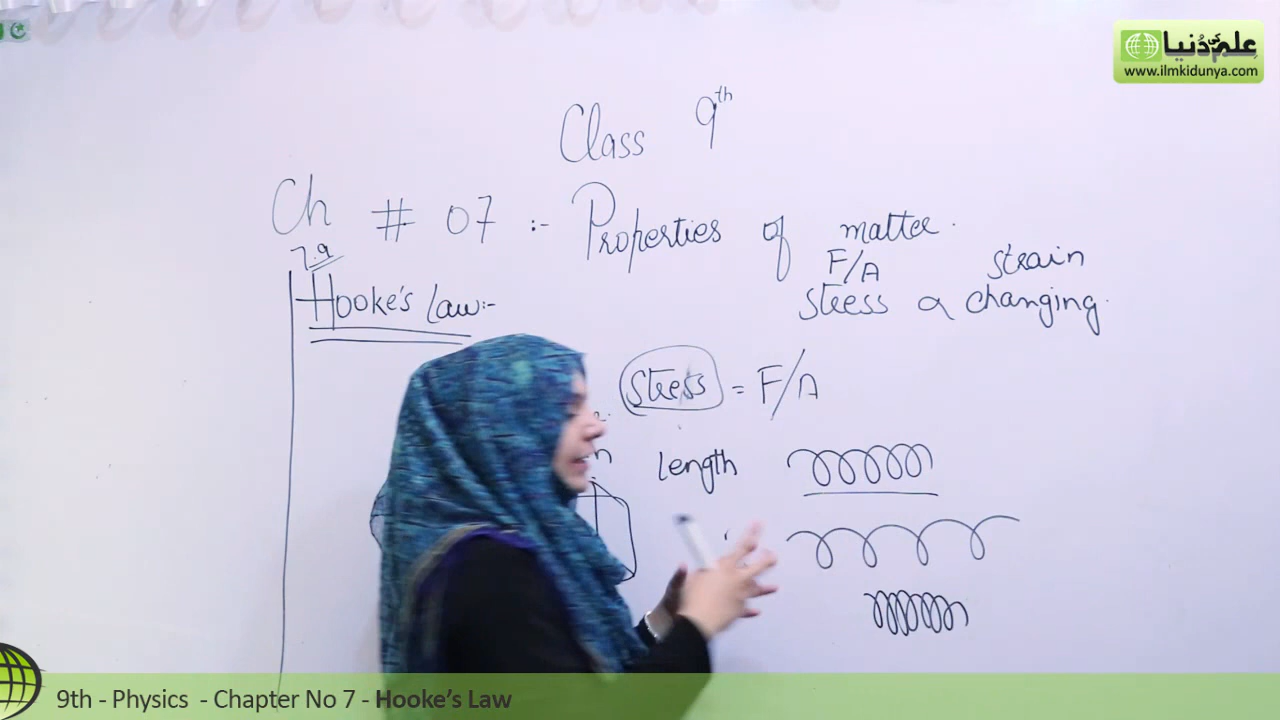 علم کی دُنیا
www.ilmkidunya.com
Class 9th
Ch # 07 :- Properties of matter.
7.9
Hooke's Law:-
F/A strain
stress α changing.
stress = F/A
length
9th - Physics - Chapter No 7 - Hooke's Law